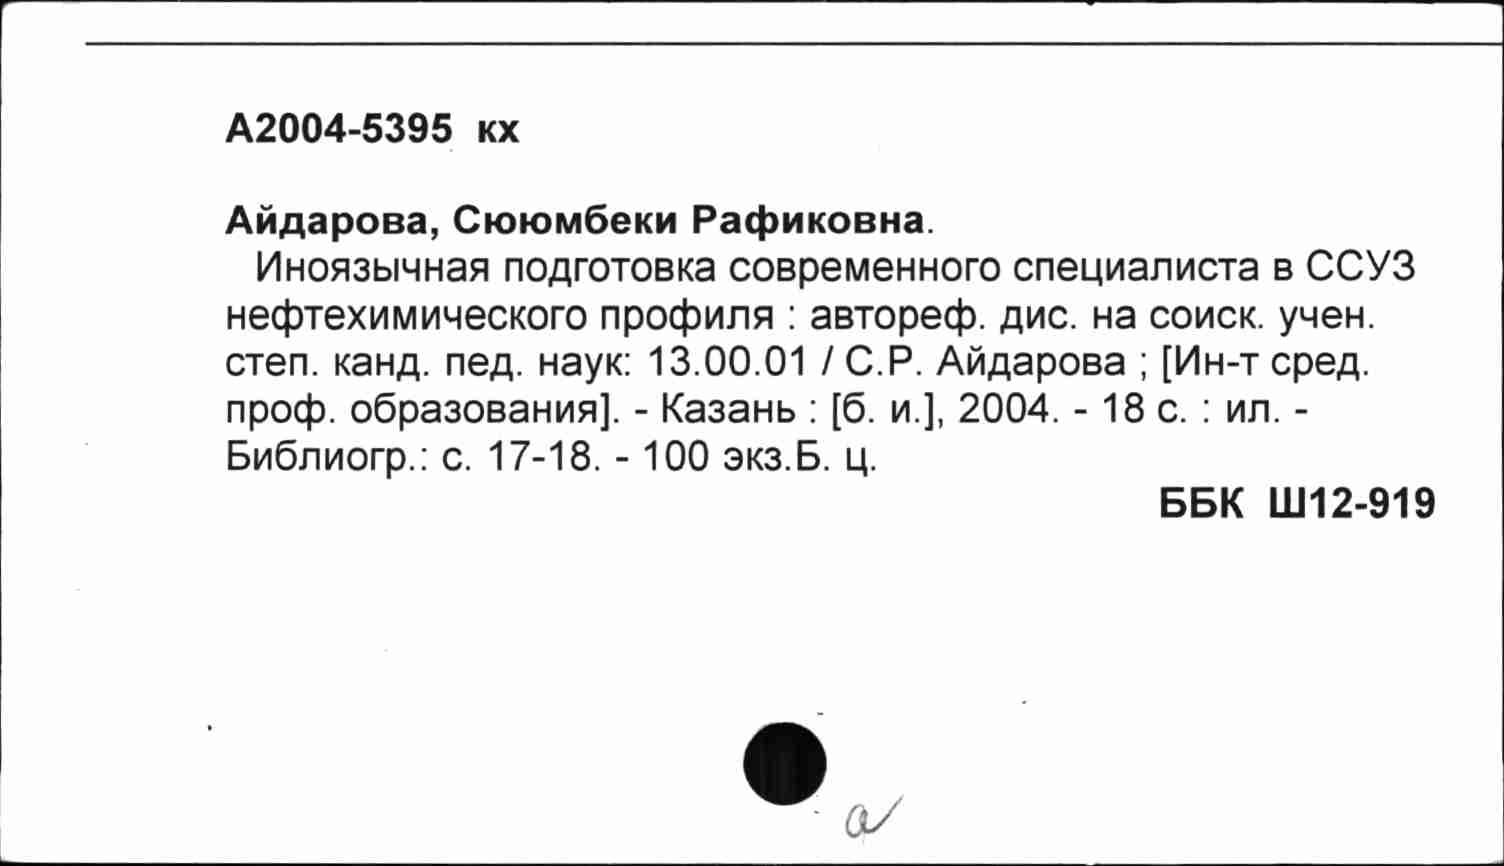 А2004-5395 кх
Айдарова, Сююмбеки Рафиковна.
Иноязычная подготовка современного специалиста в ССУЗ
нефтехимического профиля : автореф. дис. на соиск. учен.
степ. канд. пед. наук: 13.00.01 / С.Р. Айдарова ; [Ин-т сред.
проф. образования]. - Казань : [б. и.], 2004. - 18 с. : ил. -
Библиогр.: с. 17-18. - 100 экз.Б. ц.
ББК Ш12-919
а